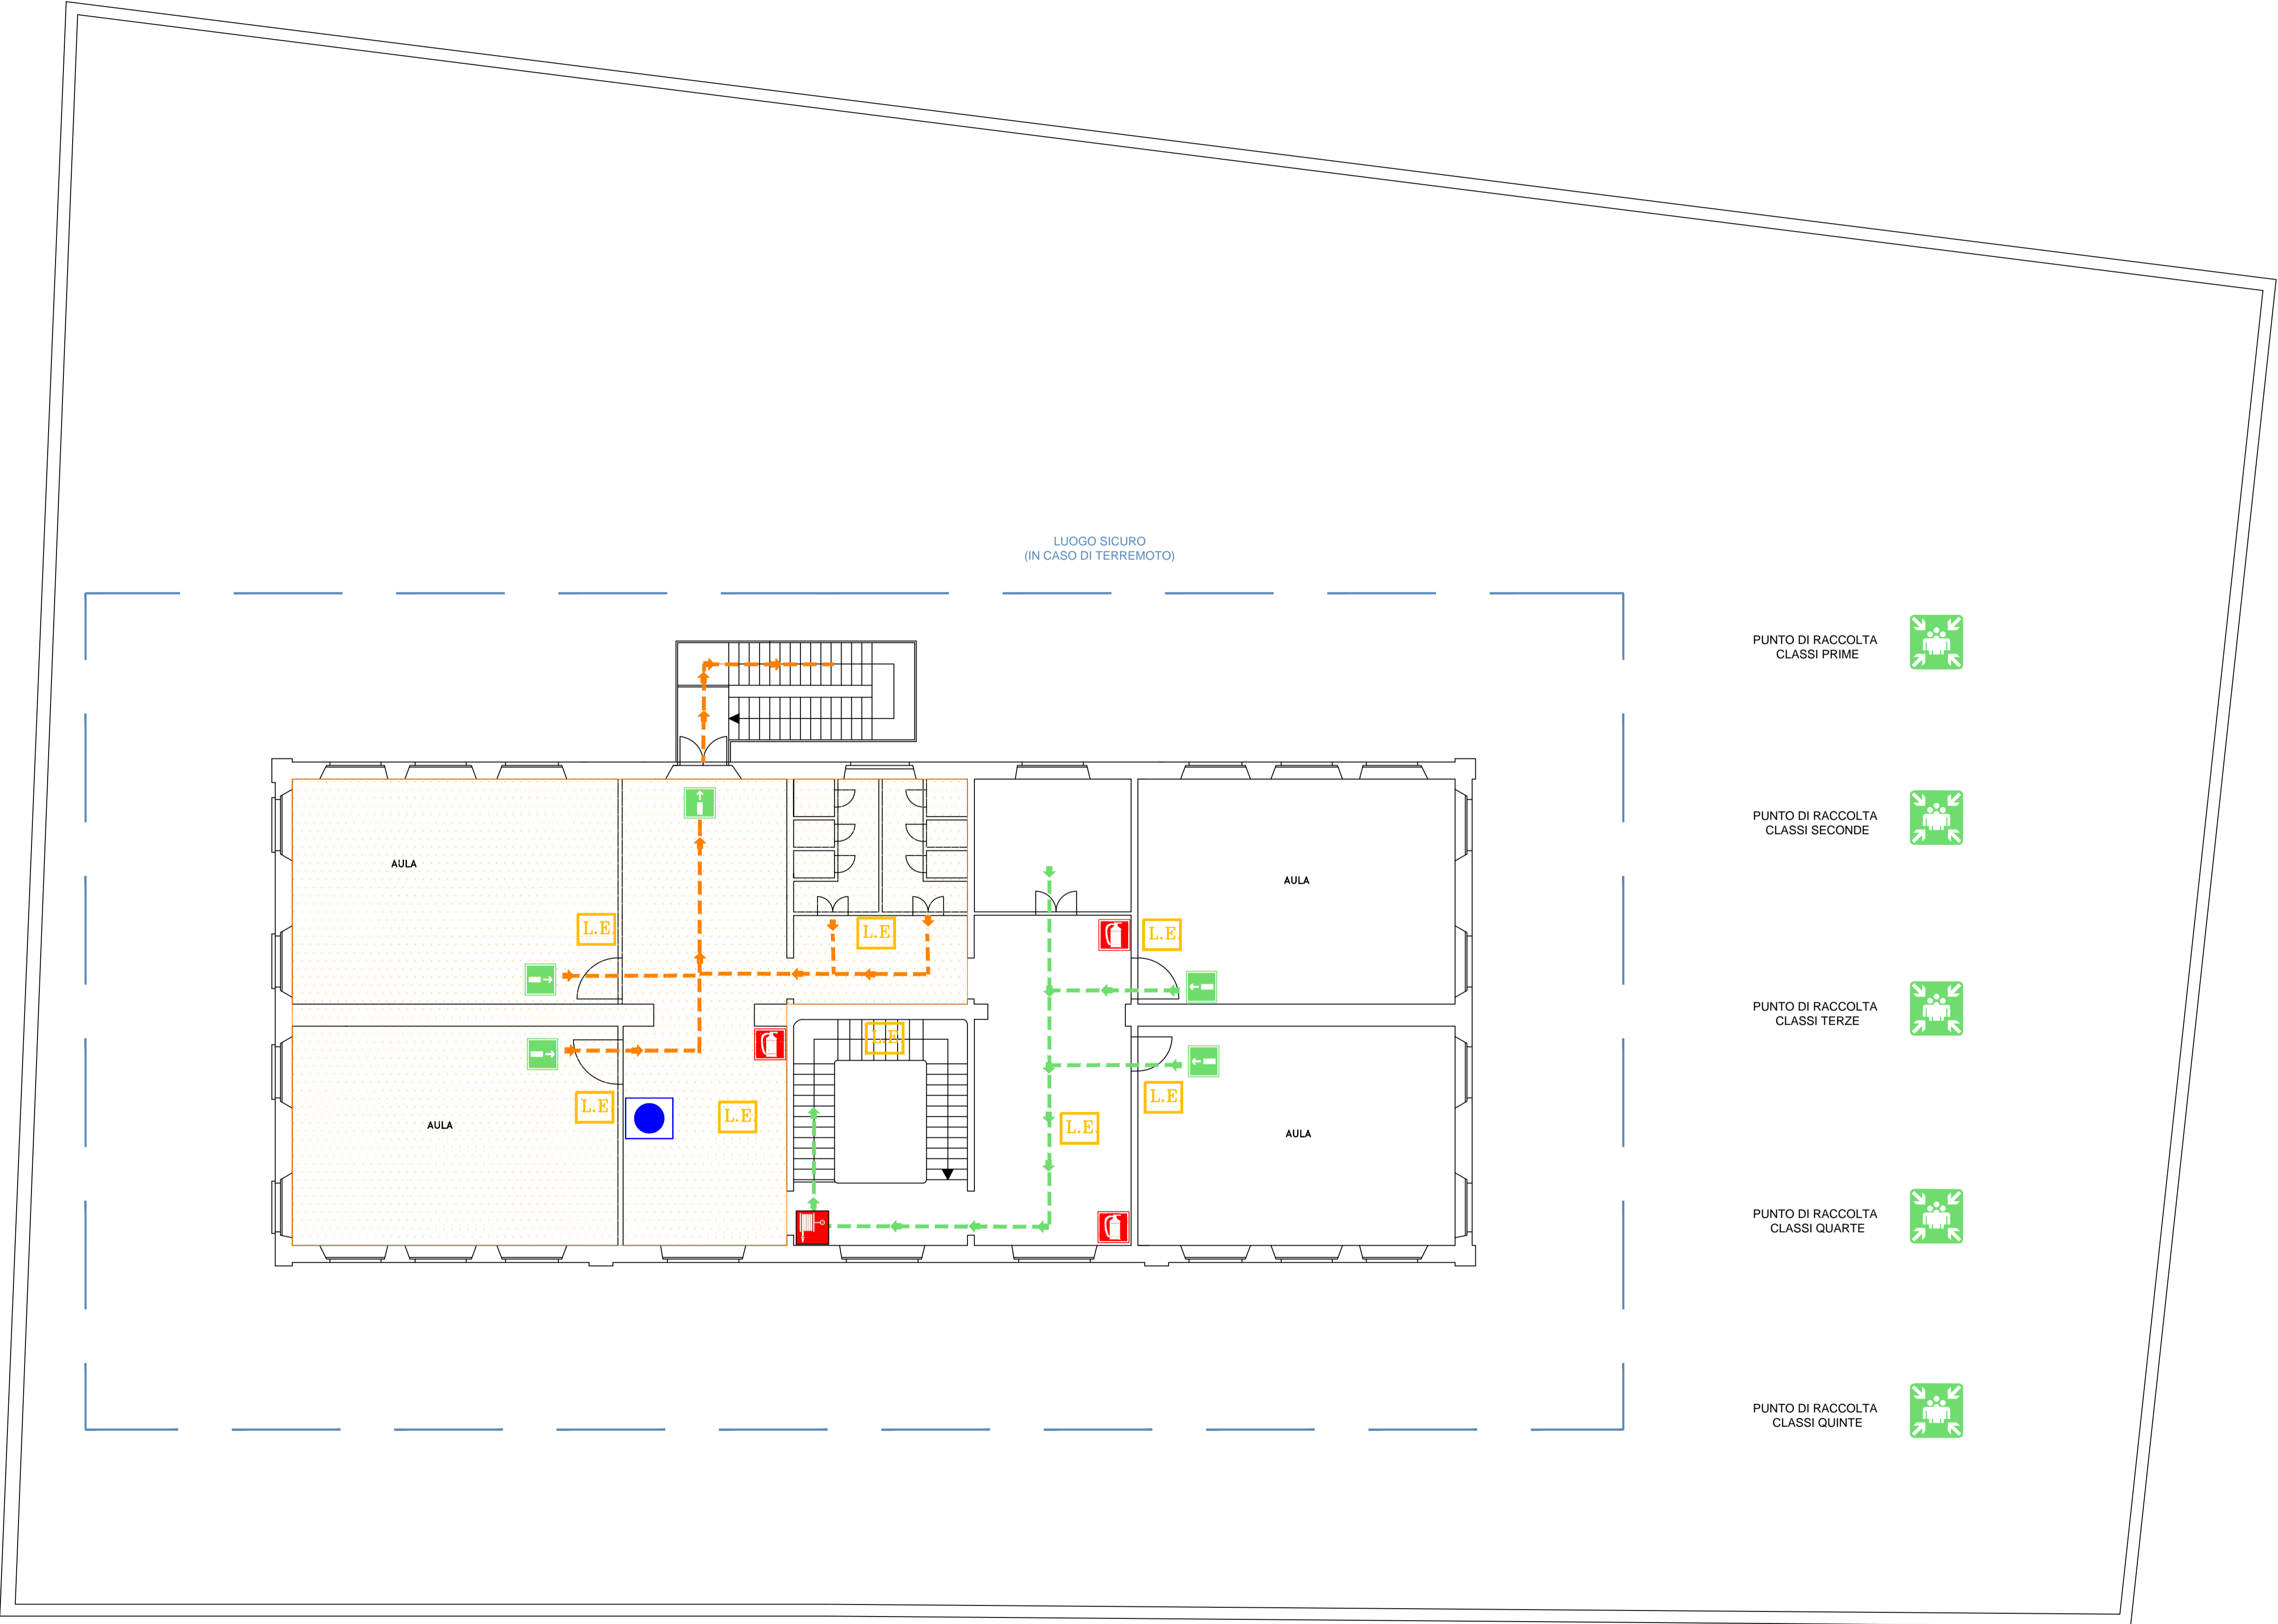 LUOGO SICURO
(IN CASO DI TERREMOTO)
PUNTO DI RACCOLTA
CLASSI PRIME
PUNTO DI RACCOLTA
CLASSI SECONDE
AULA
AULA
L.E.
L.E.
L.E.
PUNTO DI RACCOLTA
CLASSI TERZE
L.E.
L.E.
L.E.
L.E.
L.E.
AULA
AULA
PUNTO DI RACCOLTA
CLASSI QUARTE
PUNTO DI RACCOLTA
CLASSI QUINTE